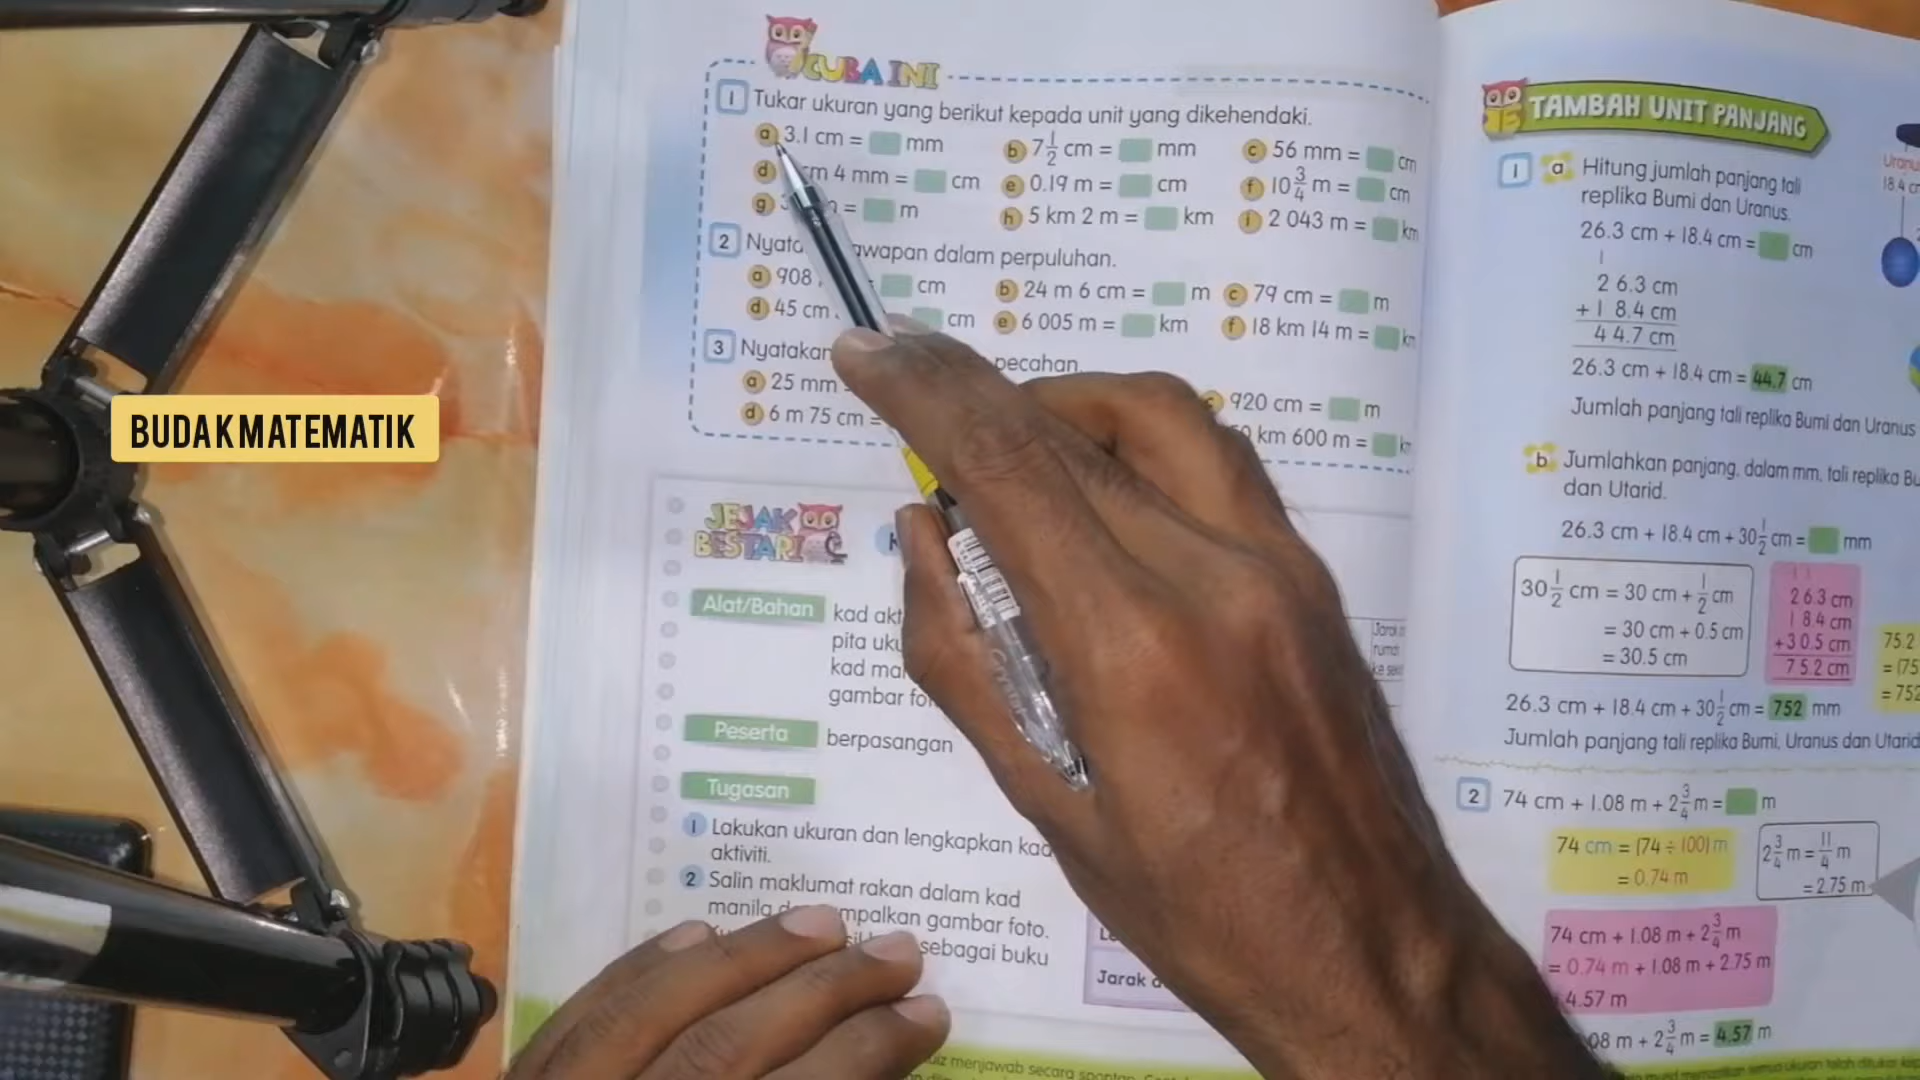 BUDAK MATEMATIK
CUBA INI
1 Tukar ukuran yang berikut kepada unit yang dikehendaki.
a 3.1 cm = mm b 7 1/2 cm = mm c 56 mm = cm
d m 4 mm = cm e 0.19 m = cm f 10 3/4 m = cm
g = m h 5 km 2 m = km i 2 043 m = km
2 dalam perpuluhan.
a 908 cm b 24 m 6 cm = m c 79 cm = m
d 45 cm cm e 6 005 m = km f 18 km 14 m = km
3 Nyatakan pecahan.
a 25 mm 920 cm = m
d 6 m 75 cm = km 600 m =
JEJAK
BESTARI
Alat/Bahan
Peserta berpasangan
Tugasan
1 Lakukan ukuran dan lengkapkan kad
aktiviti.
2 Salin maklumat rakan dalam kad
manila gambar foto.
sebagai buku
Jarak
TAMBAH UNIT PANJANG
1 a Hitung jumlah panjang tali
replika Bumi dan Uranus.
26.3 cm + 18.4 cm = cm
1
2 6.3 cm
+ 1 8.4 cm
4 4.7 cm
26.3 cm + 18.4 cm = 44.7 cm
Jumlah panjang tali replika Bumi dan Uranus
b Jumlahkan panjang, dalam mm, tali replika
dan Utarid.
26.3 cm + 18.4 cm + 30 1/2 cm = mm
30 1/2 cm = 30 cm + 1/2 cm
= 30 cm + 0.5 cm
= 30.5 cm
1 1
2 6.3 cm
1 8.4 cm
+ 3 0.5 cm
7 5.2 cm
75.2
= (75
= 752
26.3 cm + 18.4 cm + 30 1/2 cm = 752 mm
Jumlah panjang tali replika Bumi, Uranus dan Utarid
2 74 cm + 1.08 m + 2 3/4 m = m
74 cm = (74 ÷ 100) m
= 0.74 m
2 3/4 m = 11/4 m
= 2.75 m
74 cm + 1.08 m + 2 3/4 m
= 0.74 m + 1.08 m + 2.75 m
4.57 m
08 m + 2 3/4 m = 4.57 m
menjawab secara spontan.